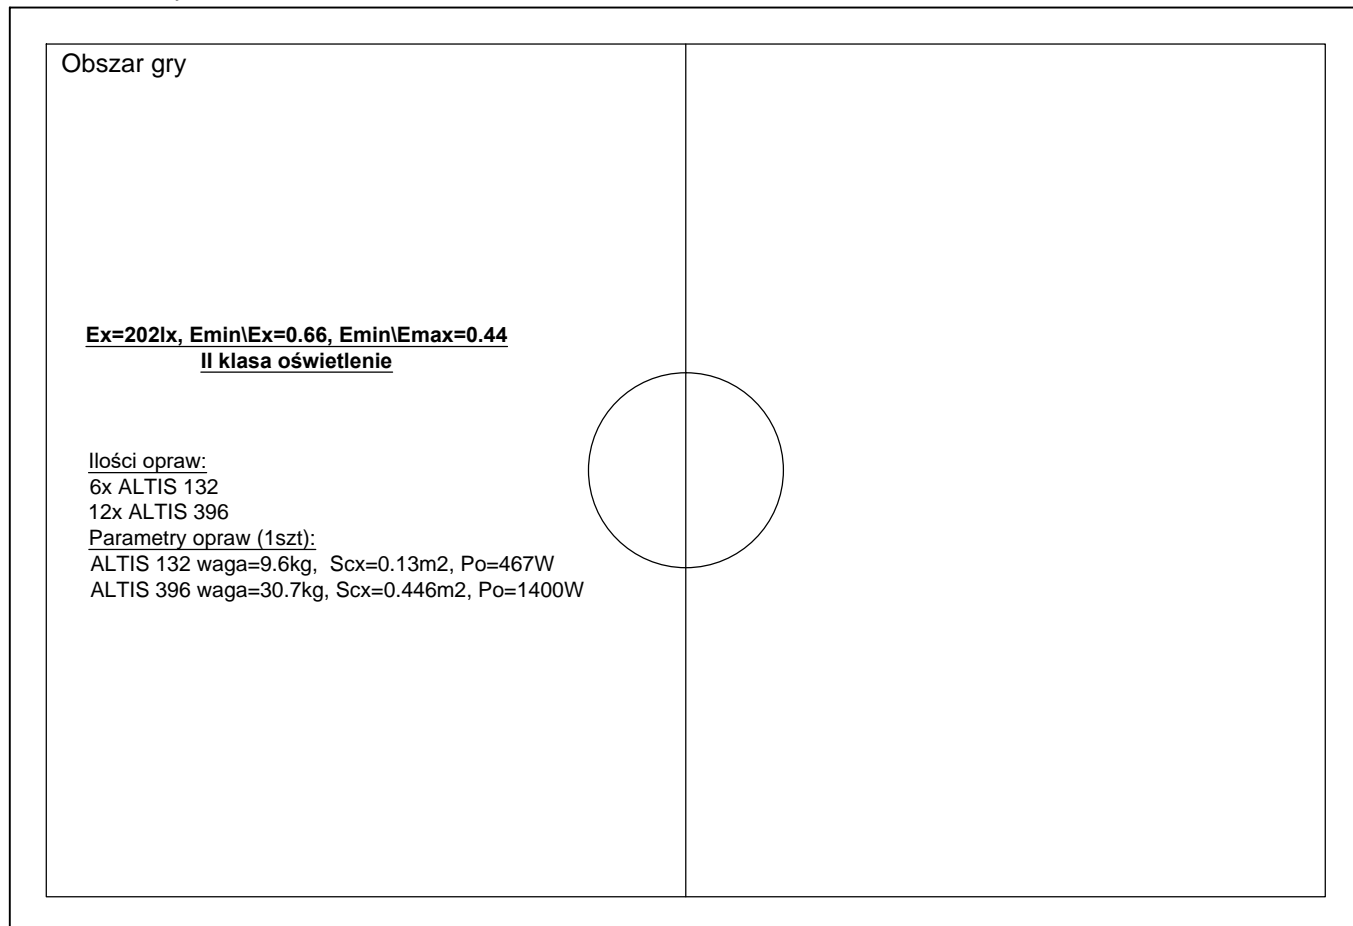 Obszar gry
Ex=202lx, Emin\Ex=0.66, Emin\Emax=0.44
II klasa oświetlenie
Ilości opraw:
6x ALTIS 132
12x ALTIS 396
Parametry opraw (1szt):
ALTIS 132 waga=9.6kg, Scx=0.13m2, Po=467W
ALTIS 396 waga=30.7kg, Scx=0.446m2, Po=1400W